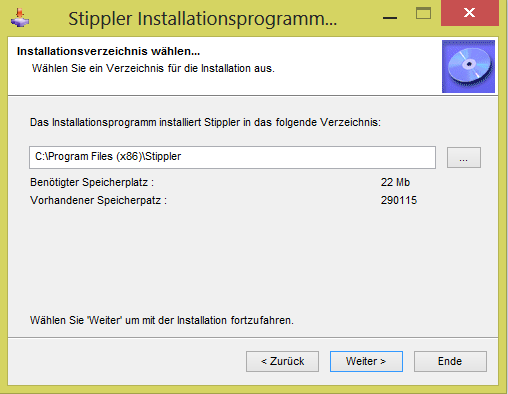 Stippler Installationsprogramm...
Installationsverzeichnis wählen...
Wählen Sie ein Verzeichnis für die Installation aus.
Das Installationsprogramm installiert Stippler in das folgende Verzeichnis:
C:\Program Files (x86)\Stippler
...
Benötigter Speicherplatz : 22 Mb
Vorhandener Speicherpatz : 290115
Wählen Sie 'Weiter' um mit der Installation fortzufahren.
< Zurück Weiter > Ende